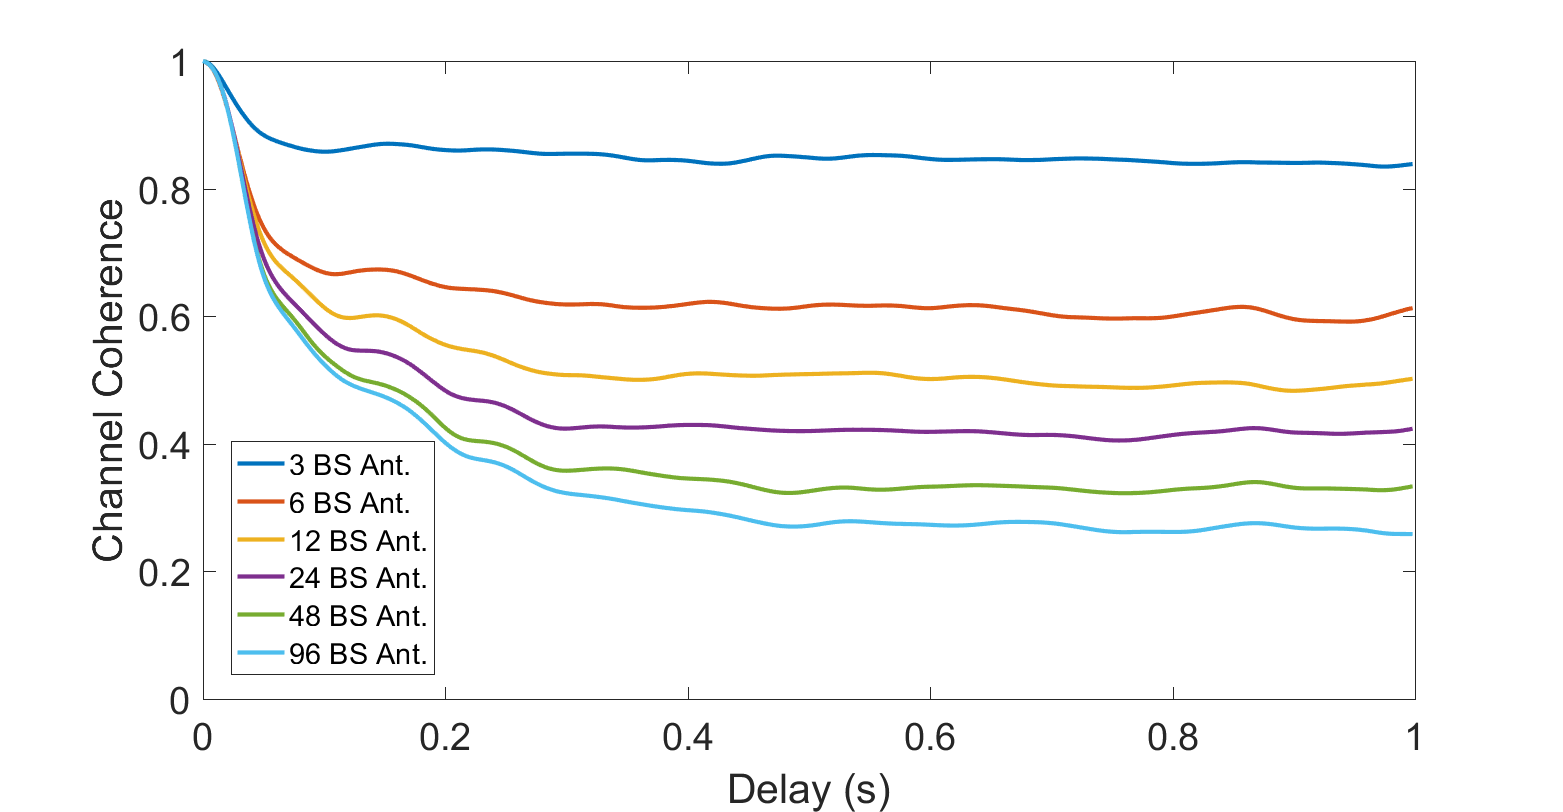 1
0.8
0.6
0.4
0.2
0
Channel Coherence
3 BS Ant.
6 BS Ant.
12 BS Ant.
24 BS Ant.
48 BS Ant.
96 BS Ant.
0 0.2 0.4 0.6 0.8 1
Delay (s)